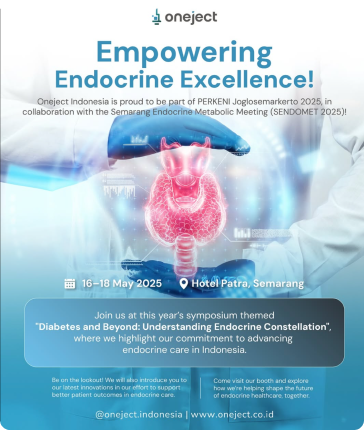 oneject
Empowering
Endocrine Excellence!
Oneject Indonesia is proud to be part of PERKENI Joglosemarkerto 2025, in
collaboration with the Semarang Endocrine Metabolic Meeting (SENDOMET 2025)!
16–18 May 2025
Hotel Patra, Semarang
Join us at this year's symposium themed
"Diabetes and Beyond: Understanding Endocrine Constellation",
where we highlight our commitment to advancing
endocrine care in Indonesia.
Be on the lookout! We will also introduce you to
our latest innovations in our effort to support
better patient outcomes in endocrine care.
Come visit our booth and explore
how we're helping shape the future
of endocrine healthcare, together.
@oneject.indonesia | www.oneject.co.id